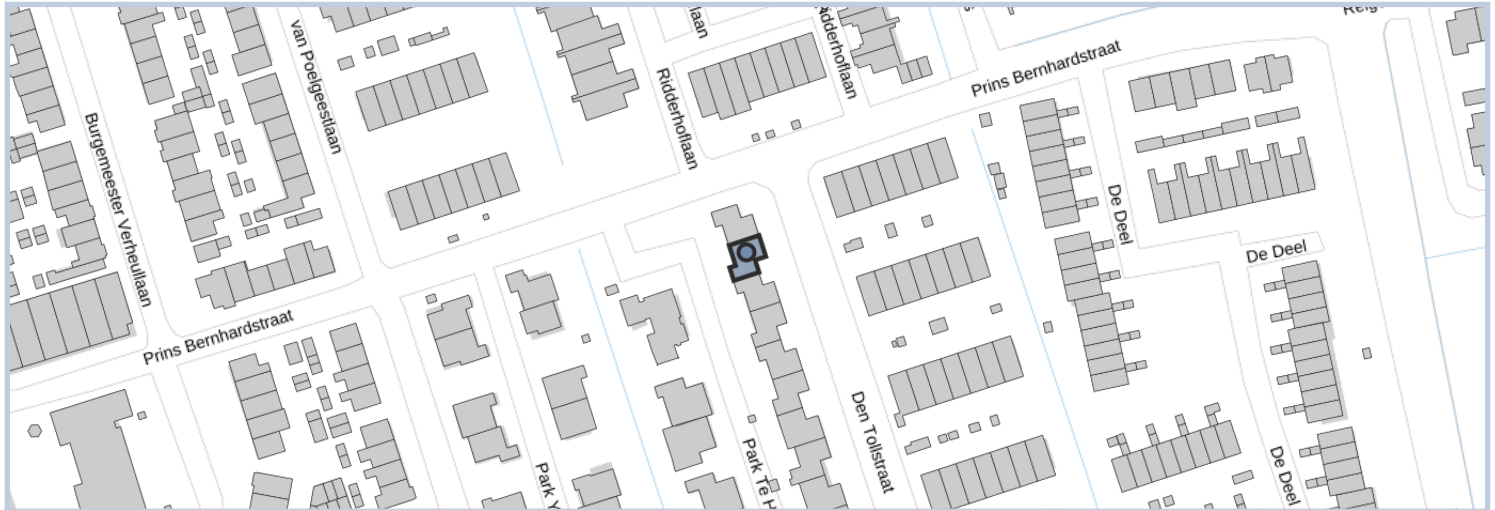 Prins Bernhardstraat
van Poelgeestlaan
Ridderhoflaan
Burgemeester Verheullaan
De Deel
De Deel
Prins Bernhardstraat
Den Tollstraat
Park Te H
Park Y
De Deel